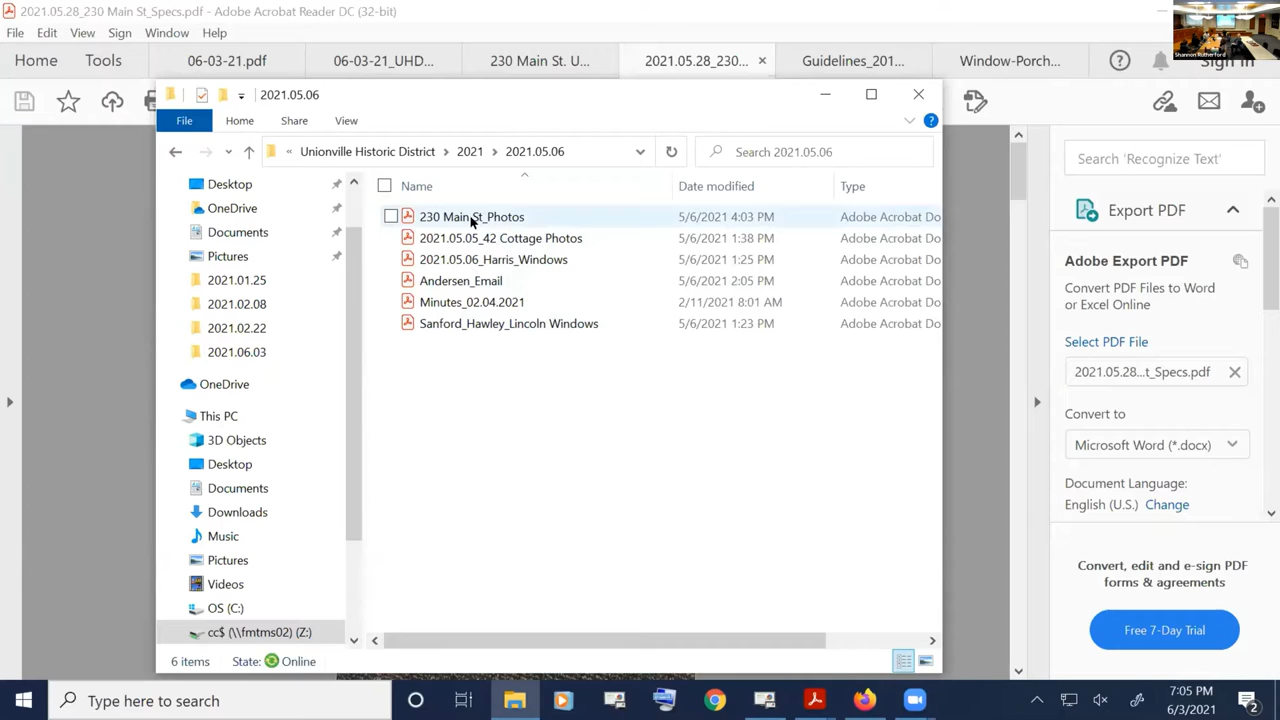 2021.05.28_230 Main St_Specs.pdf - Adobe Acrobat Reader DC (32-bit)
File Edit View Sign Window Help
Home Tools 06-03-21.pdf 06-03-21_UHD... 230 Main St. U... 2021.05.28_230... Guidelines_201... Window-Porch... Sign In
Shannon Rutherford
2021.05.06
File Home Share View
« Unionville Historic District 2021 2021.05.06 Search 2021.05.06
Name Date modified Type
230 Main St_Photos 5/6/2021 4:03 PM Adobe Acrobat Do
2021.05.05_42 Cottage Photos 5/6/2021 1:38 PM Adobe Acrobat Do
2021.05.06_Harris_Windows 5/6/2021 1:25 PM Adobe Acrobat Do
Andersen_Email 5/6/2021 2:05 PM Adobe Acrobat Do
Minutes_02.04.2021 2/11/2021 8:01 AM Adobe Acrobat Do
Sanford_Hawley_Lincoln Windows 5/6/2021 1:23 PM Adobe Acrobat Do
Desktop
OneDrive
Documents
Pictures
2021.01.25
2021.02.08
2021.02.22
2021.06.03
OneDrive
This PC
3D Objects
Desktop
Documents
Downloads
Music
Pictures
Videos
OS (C:)
cc$ (\\fmtms02) (Z:)
6 items State: Online
Search 'Recognize Text'
Export PDF
Adobe Export PDF
Convert PDF Files to Word
or Excel Online
Select PDF File
2021.05.28...t_Specs.pdf
Convert to
Microsoft Word (*.docx)
Document Language:
English (U.S.) Change
Convert, edit and e-sign PDF
forms & agreements
Free 7-Day Trial
Type here to search
7:05 PM
6/3/2021
2